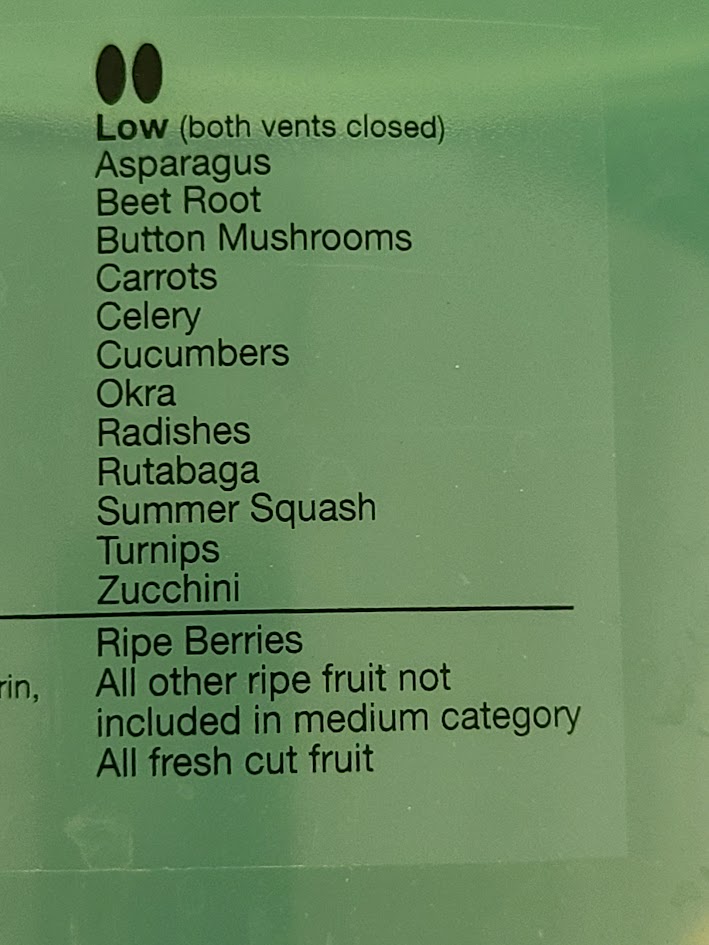 Low (both vents closed)
Asparagus
Beet Root
Button Mushrooms
Carrots
Celery
Cucumbers
Okra
Radishes
Rutabaga
Summer Squash
Turnips
Zucchini
Ripe Berries
All other ripe fruit not
included in medium category
All fresh cut fruit